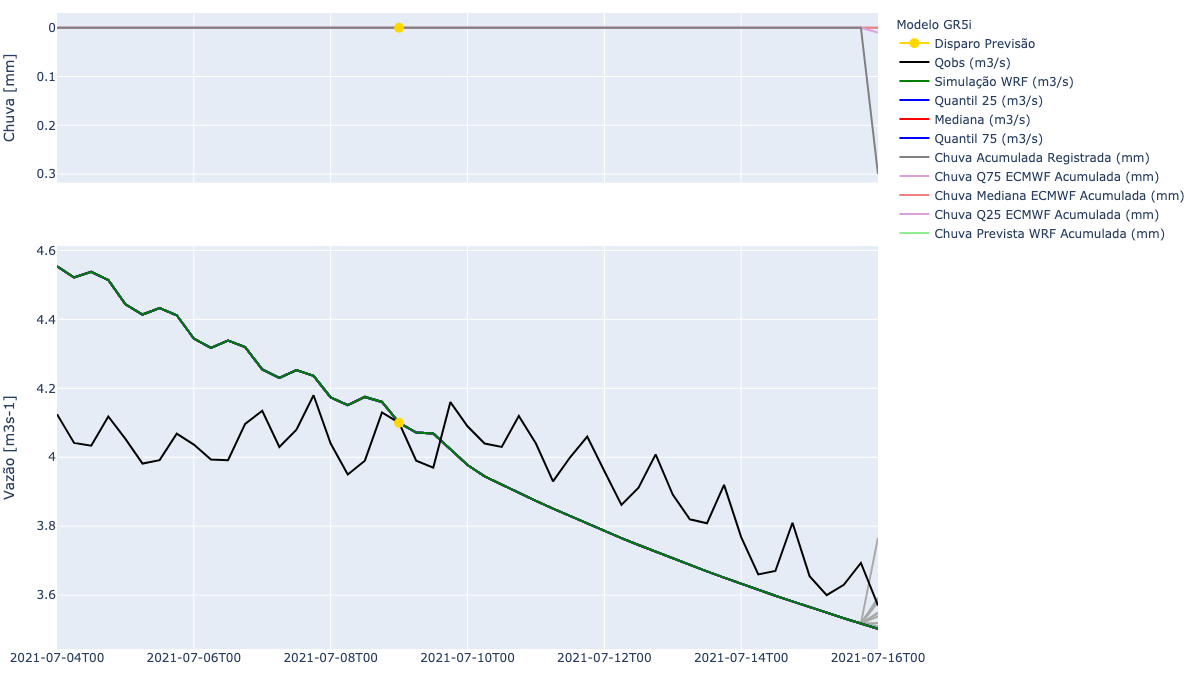 0
0.1
0.2
0.3
Chuva [mm]
Modelo GR5i
Disparo Previsão
Qobs (m3/s)
Simulação WRF (m3/s)
Quantil 25 (m3/s)
Mediana (m3/s)
Quantil 75 (m3/s)
Chuva Acumulada Registrada (mm)
Chuva Q75 ECMWF Acumulada (mm)
Chuva Mediana ECMWF Acumulada (mm)
Chuva Q25 ECMWF Acumulada (mm)
Chuva Prevista WRF Acumulada (mm)
4.6
4.4
4.2
4
3.8
3.6
Vazão [m3s-1]
2021-07-04T00
2021-07-06T00
2021-07-08T00
2021-07-10T00
2021-07-12T00
2021-07-14T00
2021-07-16T00